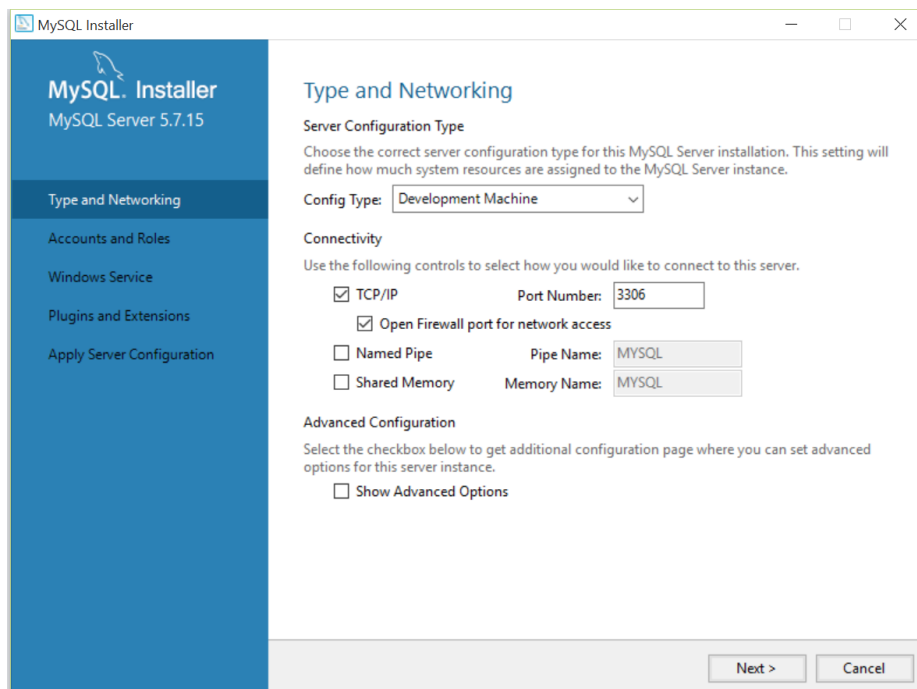 MySQL Installer
MySQL. Installer
MySQL Server 5.7.15
Type and Networking
Accounts and Roles
Windows Service
Plugins and Extensions
Apply Server Configuration
Type and Networking
Server Configuration Type
Choose the correct server configuration type for this MySQL Server installation. This setting will
define how much system resources are assigned to the MySQL Server instance.
Config Type: Development Machine
Connectivity
Use the following controls to select how you would like to connect to this server.
TCP/IP Port Number: 3306
Open Firewall port for network access
Named Pipe Pipe Name: MYSQL
Shared Memory Memory Name: MYSQL
Advanced Configuration
Select the checkbox below to get additional configuration page where you can set advanced
options for this server instance.
Show Advanced Options
Next > Cancel